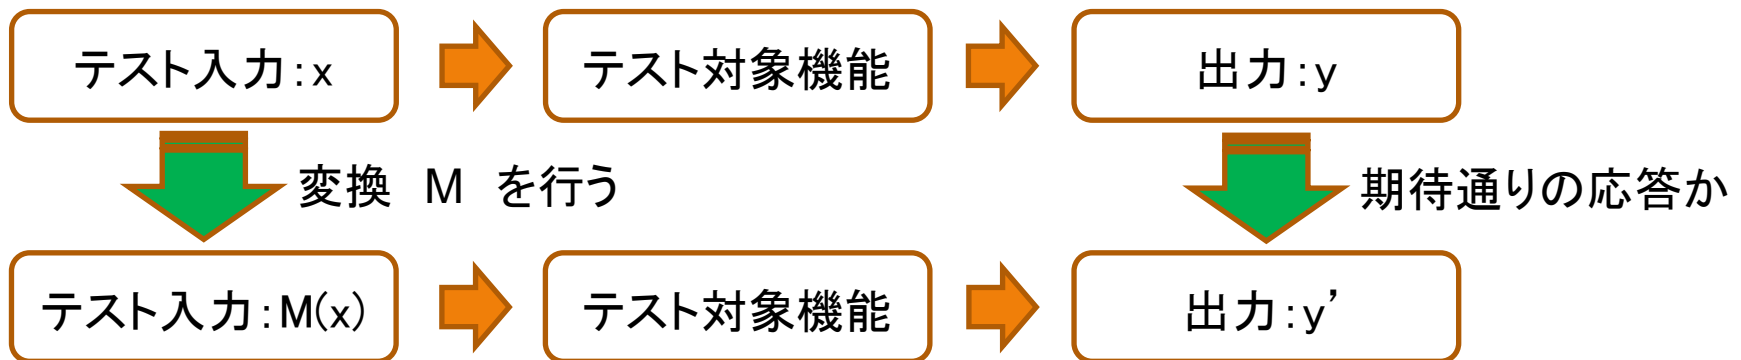 テスト入力:x
テスト対象機能
出力:y
変換 M を行う
期待通りの応答か
テスト入力:M(x)
テスト対象機能
出力:y’